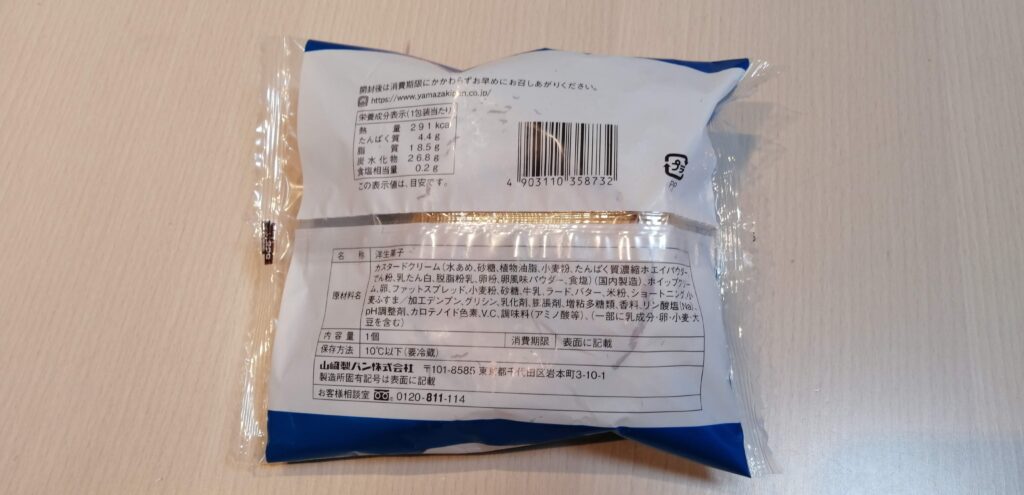 開封後は消費期限にかかわらずお早めにお召しあがりください。
https://www.yamazakipan.co.jp/
栄養成分表示(1包装当たり)
熱量 291kcal
たんぱく質 4.4g
脂質 18.5g
炭水化物 26.8g
食塩相当量 0.2g
この表示値は、目安です。
4 903110 358732
プラ
PP
名称 洋生菓子
原材料名 カスタードクリーム(水あめ、砂糖、植物油脂、小麦粉、たんぱく質濃縮ホエイパウダー、
でん粉、乳たん白、脱脂粉乳、卵粉、卵風味パウダー、食塩)(国内製造)、ホイップクリー
ム、卵、ファットスプレッド、小麦粉、砂糖、牛乳、ラード、バター、米粉、ショートニング、小
麦ふすま/加工デンプン、グリシン、乳化剤、膨脹剤、増粘多糖類、香料、リン酸塩(Na)、
pH調整剤、カロテノイド色素、V.C、調味料(アミノ酸等)、(一部に乳成分・卵・小麦・大
豆を含む)
内容量 1個 消費期限 表面に記載
保存方法 10℃以下(要冷蔵)
山崎製パン株式会社 〒101-8585 東京都千代田区岩本町3-10-1
製造所固有記号は表面に記載
お客様相談室 0120-811-114